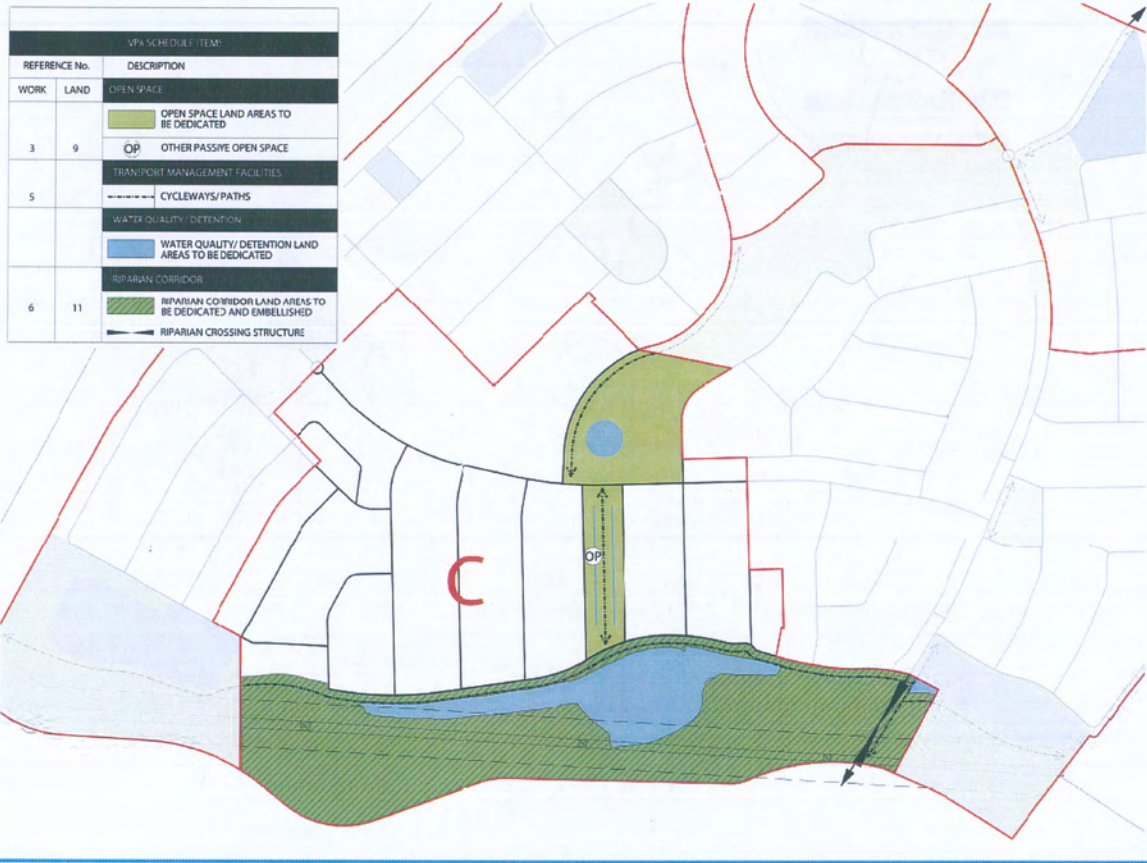 VPA SCHEDULE ITEMS
REFERENCE No. DESCRIPTION
WORK LAND OPEN SPACE
OPEN SPACE LAND AREAS TO
BE DEDICATED
3 9 OP OTHER PASSIVE OPEN SPACE
TRANSPORT MANAGEMENT FACILITIES
5 CYCLEWAYS/PATHS
WATER QUALITY/DETENTION
WATER QUALITY/ DETENTION LAND
AREAS TO BE DEDICATED
RIPARIAN CORRIDOR
6 11 RIPARIAN CORRIDOR LAND AREAS TO
BE DEDICATED AND EMBELLISHED
RIPARIAN CROSSING STRUCTURE
OP
C